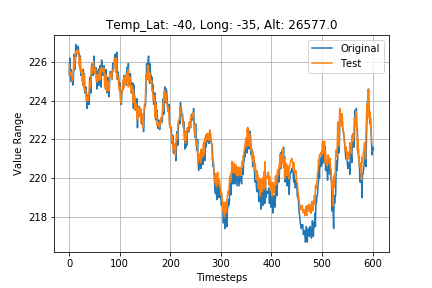 Temp_Lat: -40, Long: -35, Alt: 26577.0
Original
Test
Value Range
226
224
222
220
218
0 100 200 300 400 500 600
Timesteps